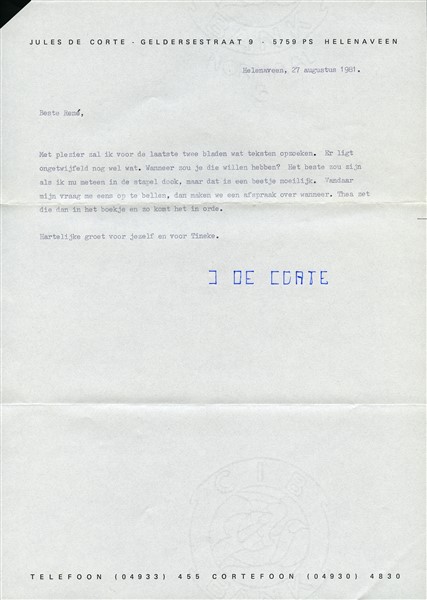 JULES DE CORTE - GELDERSESTRAAT 9 - 5759 PS HELENAVEEN
Helenaveen, 27 augustus 1981.
Beste René,
Met plezier zal ik voor de laatste twee bladen wat teksten opzoeken. Er ligt
ongetwijfeld nog wel wat. Wanneer zou je die willen hebben? Het beste zou zijn
als ik nu meteen in de stapel dook, maar dat is een beetje moeilijk. Vandaar
mijn vraag me eens op te bellen, dan maken we een afspraak over wanneer. Thea zet
die dan in het boekje en zo komt het in orde.
Hartelijke groet voor jezelf en voor Tineke.
J DE CORTE
CIB
TELEFOON (04933) 455 CORTEFOON (04930) 4830